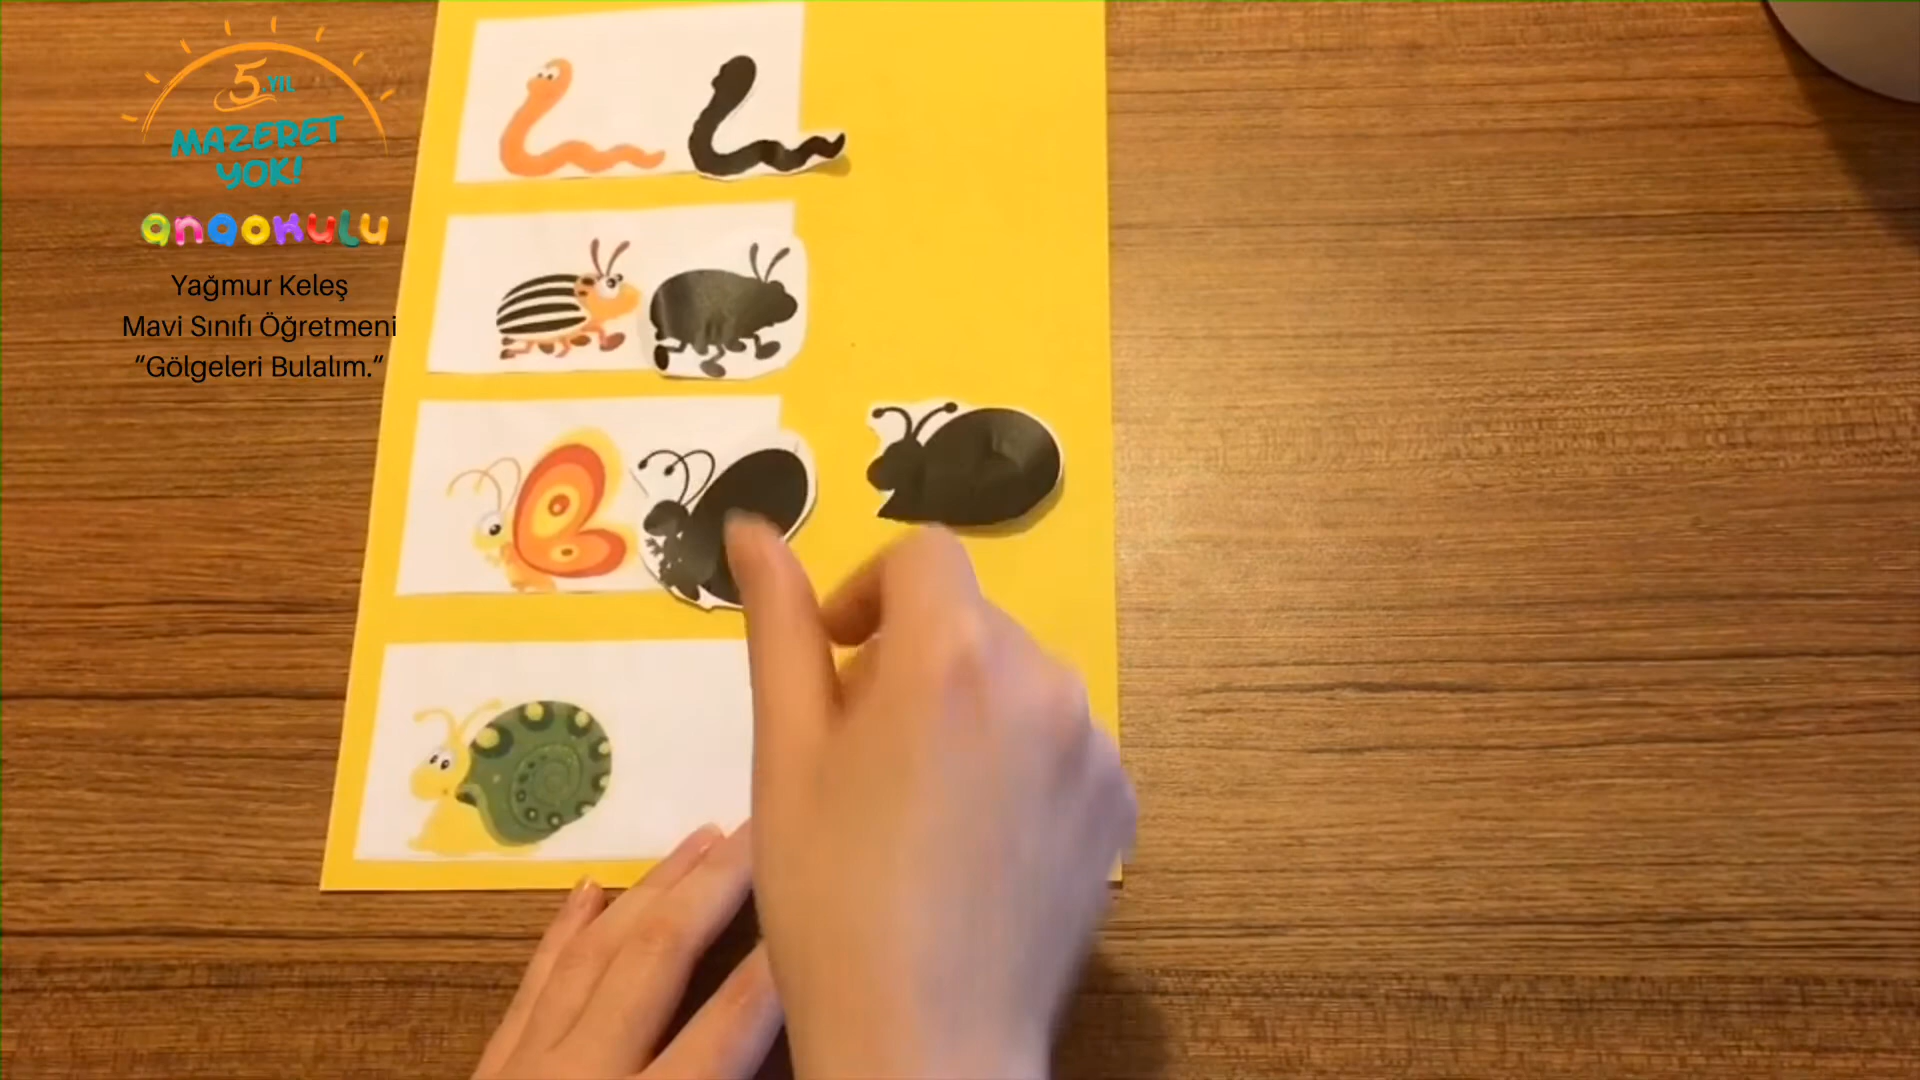 5.YIL
MAZERET
YOK!
anaokulu
Yağmur Keleş
Mavi Sınıfı Öğretmeni
“Gölgeleri Bulalım.”